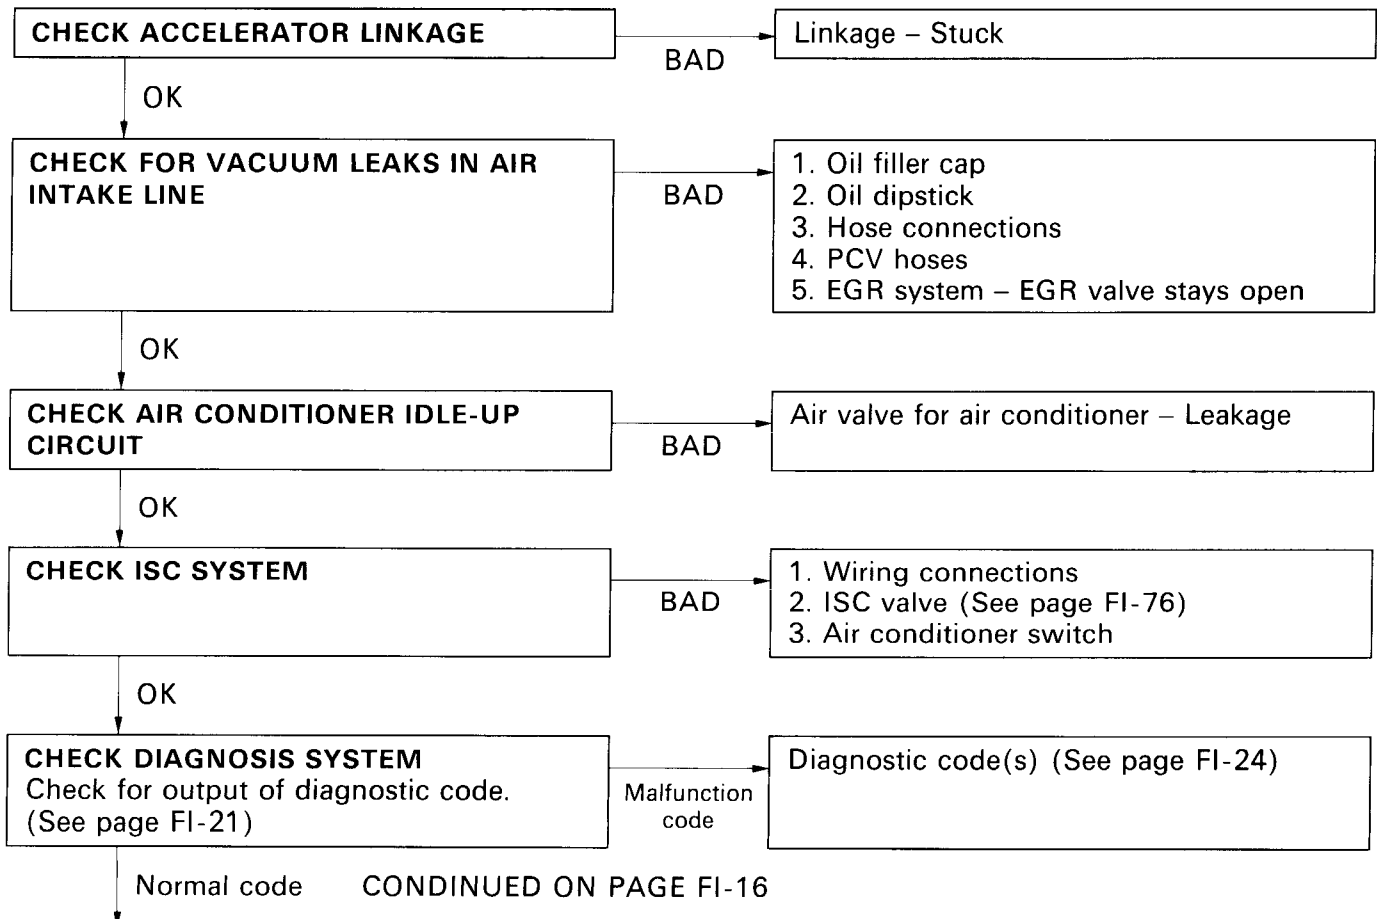 CHECK ACCELERATOR LINKAGE
BAD
Linkage – Stuck
OK
CHECK FOR VACUUM LEAKS IN AIR
INTAKE LINE
BAD
1. Oil filler cap
2. Oil dipstick
3. Hose connections
4. PCV hoses
5. EGR system – EGR valve stays open
OK
CHECK AIR CONDITIONER IDLE-UP
CIRCUIT
BAD
Air valve for air conditioner – Leakage
OK
CHECK ISC SYSTEM
BAD
1. Wiring connections
2. ISC valve (See page FI-76)
3. Air conditioner switch
OK
CHECK DIAGNOSIS SYSTEM
Check for output of diagnostic code.
(See page FI-21)
Malfunction
code
Diagnostic code(s) (See page FI-24)
Normal code CONDINUED ON PAGE FI-16